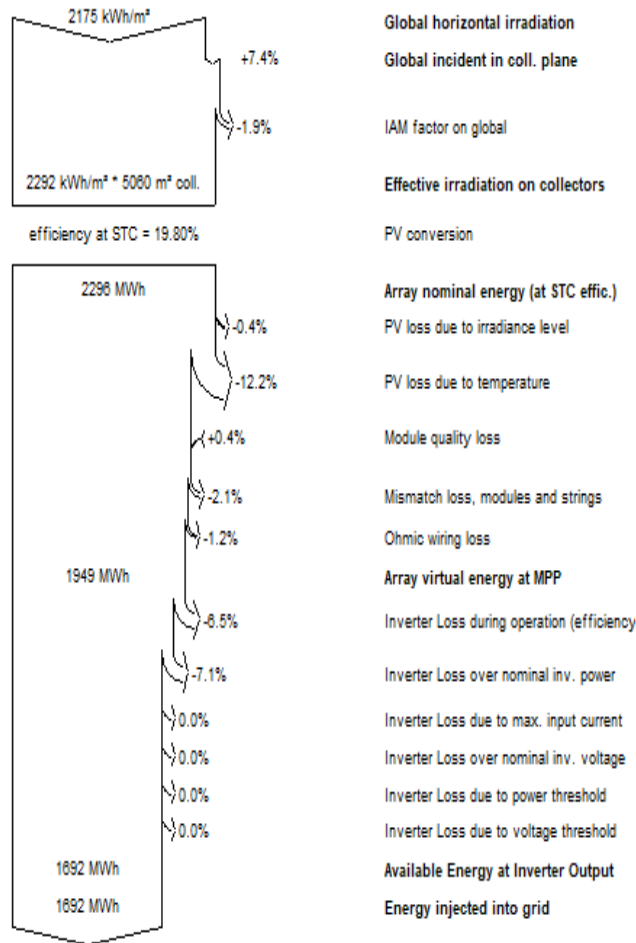 2175 kWh/m² Global horizontal irradiation
+7.4% Global incident in coll. plane
-1.9% IAM factor on global
2292 kWh/m² * 5060 m² coll. Effective irradiation on collectors
efficiency at STC = 19.80% PV conversion
2296 MWh Array nominal energy (at STC effic.)
-0.4% PV loss due to irradiance level
-12.2% PV loss due to temperature
+0.4% Module quality loss
-2.1% Mismatch loss, modules and strings
-1.2% Ohmic wiring loss
1949 MWh Array virtual energy at MPP
-6.5% Inverter Loss during operation (efficiency
-7.1% Inverter Loss over nominal inv. power
0.0% Inverter Loss due to max. input current
0.0% Inverter Loss over nominal inv. voltage
0.0% Inverter Loss due to power threshold
0.0% Inverter Loss due to voltage threshold
1692 MWh Available Energy at Inverter Output
1692 MWh Energy injected into grid